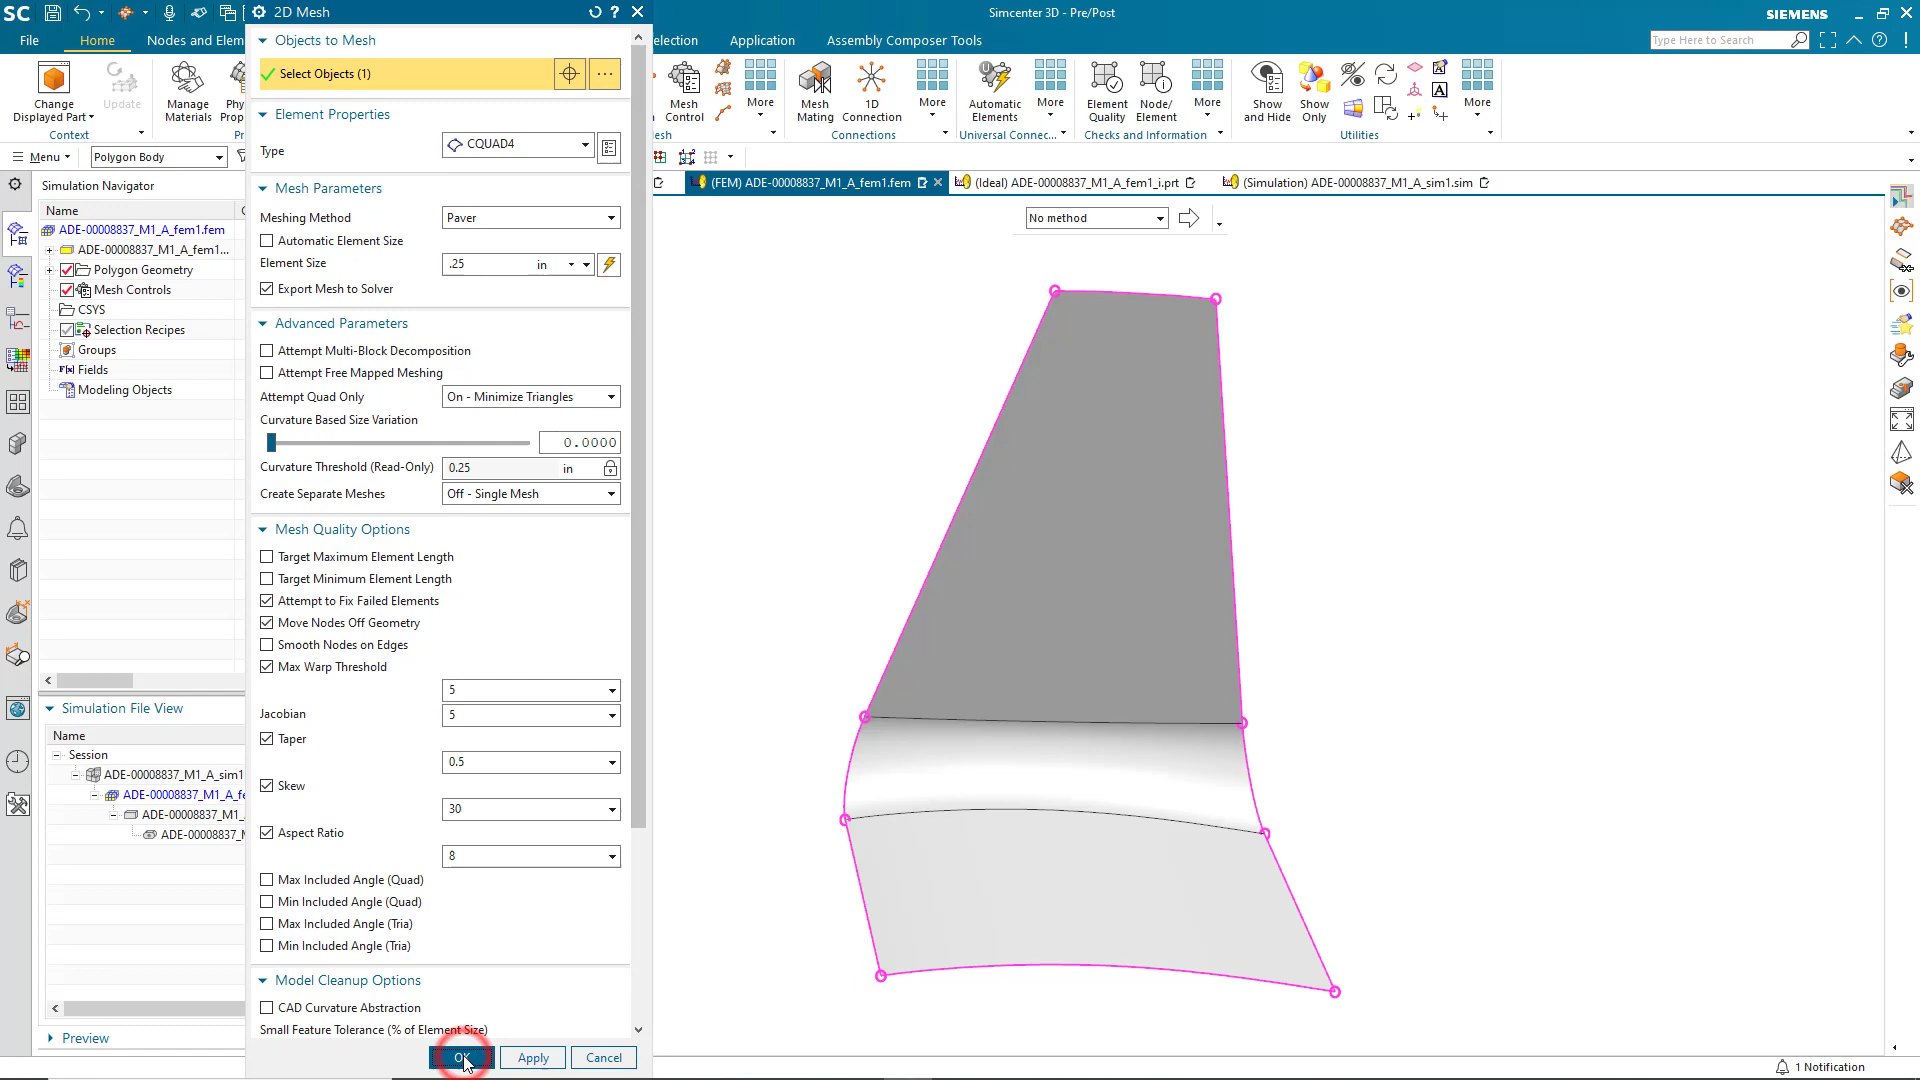 SC
2D Mesh
Simcenter 3D - Pre/Post
SIEMENS
File
Home
Nodes and Elem
election
Application
Assembly Composer Tools
Type Here to Search
Objects to Mesh
Select Objects (1)
Change
Displayed Part
Update
Manage
Materials
Phy
Prop
Context
Pr
Mesh
Control
More
esh
Mesh
Mating
1D
Connection
More
Connections
Automatic
Elements
More
Universal Connec...
Element
Quality
Node/
Element
More
Checks and Information
Show
and Hide
Show
Only
More
Utilities
Element Properties
Type
CQUAD4
Menu
Polygon Body
Simulation Navigator
Name
ADE-00008837_M1_A_fem1.fem
ADE-00008837_M1_A_fem1...
Polygon Geometry
Mesh Controls
CSYS
Selection Recipes
Groups
Fields
Modeling Objects
(FEM) ADE-00008837_M1_A_fem1.fem
(Ideal) ADE-00008837_M1_A_fem1_i.prt
(Simulation) ADE-00008837_M1_A_sim1.sim
No method
Mesh Parameters
Meshing Method
Paver
Automatic Element Size
Element Size
.25
in
Export Mesh to Solver
Advanced Parameters
Attempt Multi-Block Decomposition
Attempt Free Mapped Meshing
Attempt Quad Only
On - Minimize Triangles
Curvature Based Size Variation
0.0000
Curvature Threshold (Read-Only)
0.25
in
Create Separate Meshes
Off - Single Mesh
Mesh Quality Options
Target Maximum Element Length
Target Minimum Element Length
Attempt to Fix Failed Elements
Move Nodes Off Geometry
Smooth Nodes on Edges
Max Warp Threshold
5
Jacobian
5
Taper
0.5
Skew
30
Aspect Ratio
8
Max Included Angle (Quad)
Min Included Angle (Quad)
Max Included Angle (Tria)
Min Included Angle (Tria)
Model Cleanup Options
CAD Curvature Abstraction
Small Feature Tolerance (% of Element Size)
OK
Apply
Cancel
Simulation File View
Name
Session
ADE-00008837_M1_A_sim1
ADE-00008837_M1_A_fe
ADE-00008837_M1_
ADE-00008837_M
Preview
1 Notification